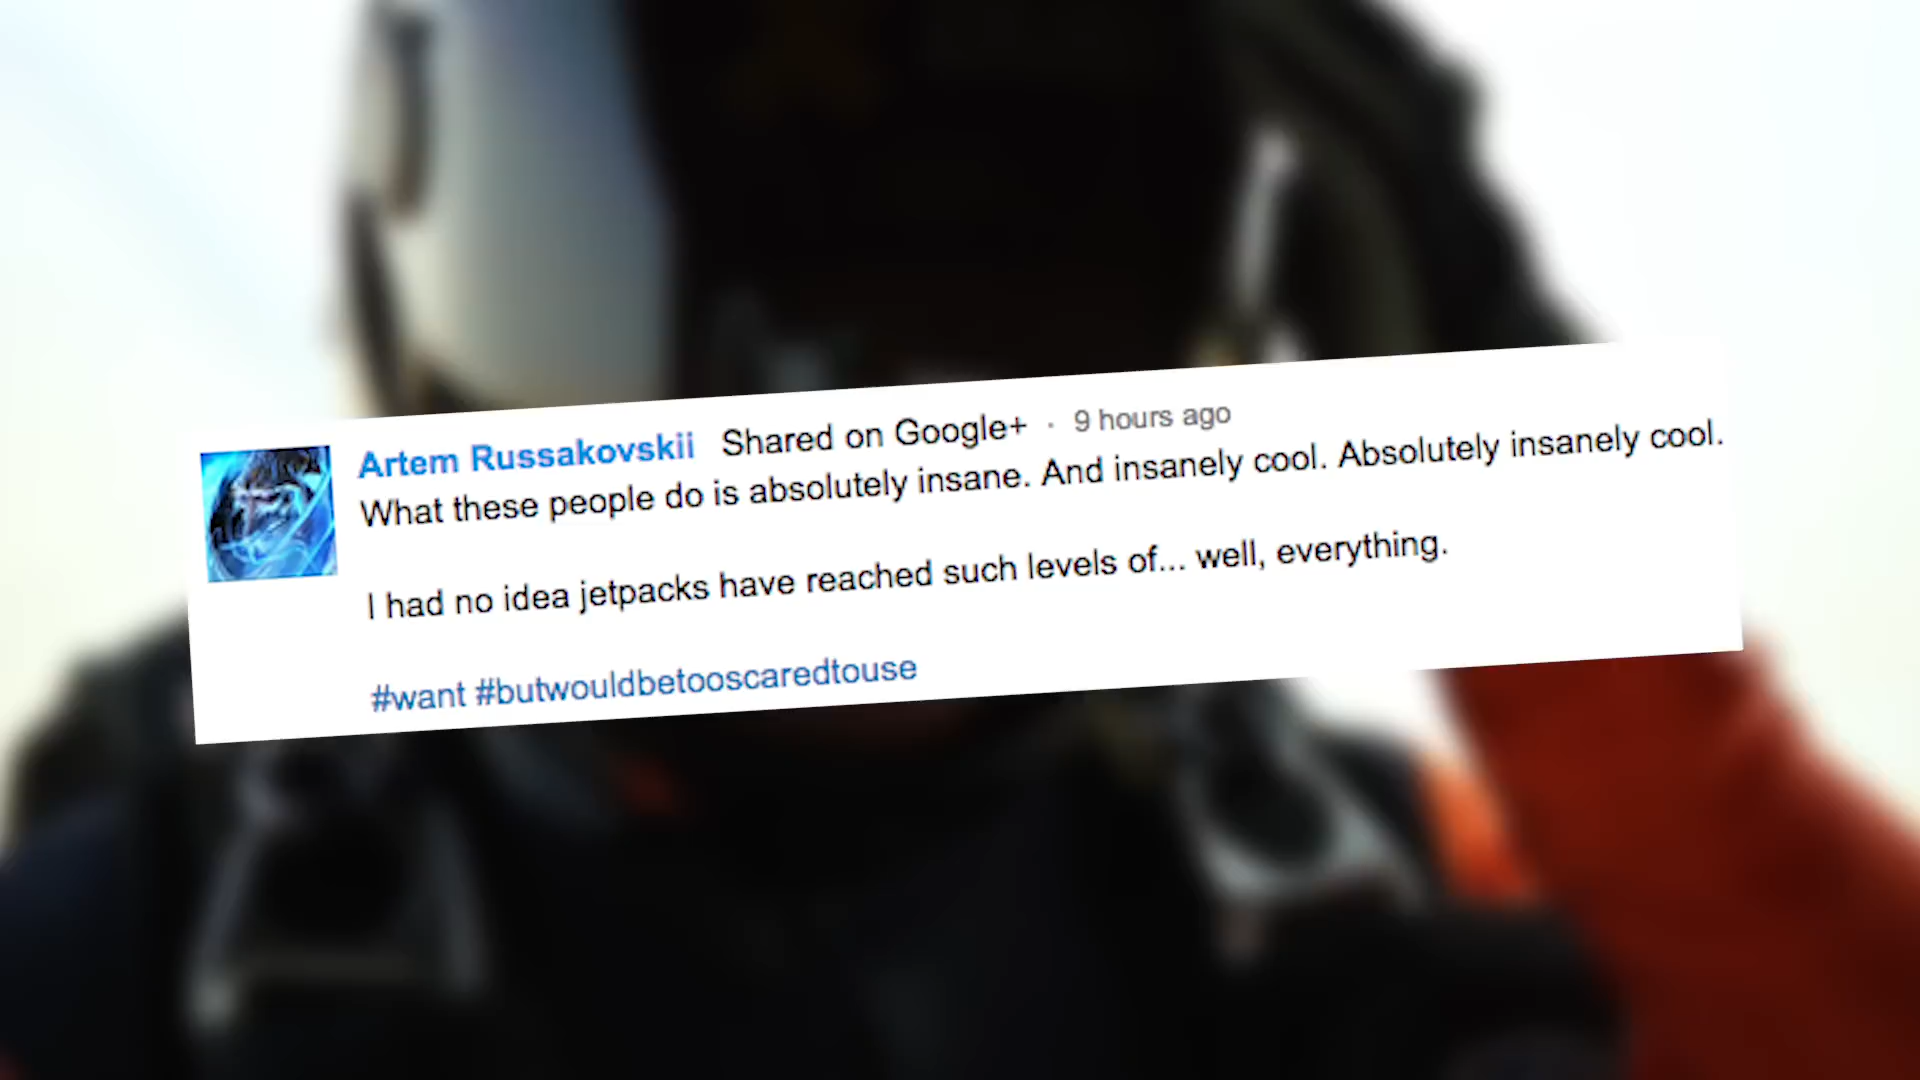 Artem Russakovskii Shared on Google+ · 9 hours ago
What these people do is absolutely insane. And insanely cool. Absolutely insanely cool.
I had no idea jetpacks have reached such levels of... well, everything.
#want #butwouldbetooscaredtouse